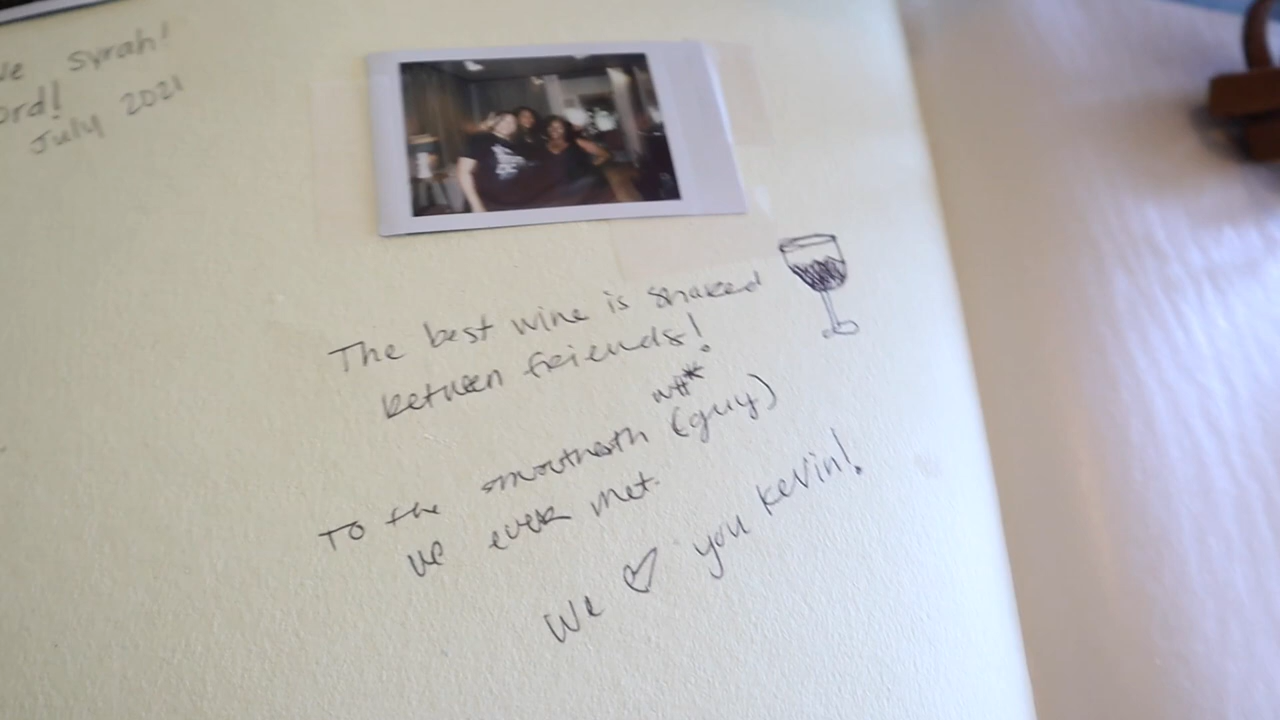 syrah!
July 2021
The best wine is shared
between friends!
To the (guy)
we ever met.
We ♡ you Kevin!